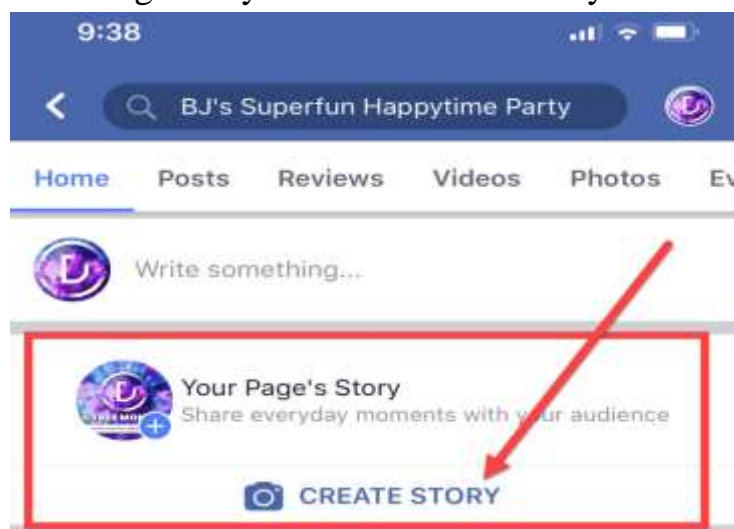 9:38
BJ's Superfun Happytime Party
Home Posts Reviews Videos Photos Ev
Write something...
Your Page's Story
Share everyday moments with your audience
CREATE STORY